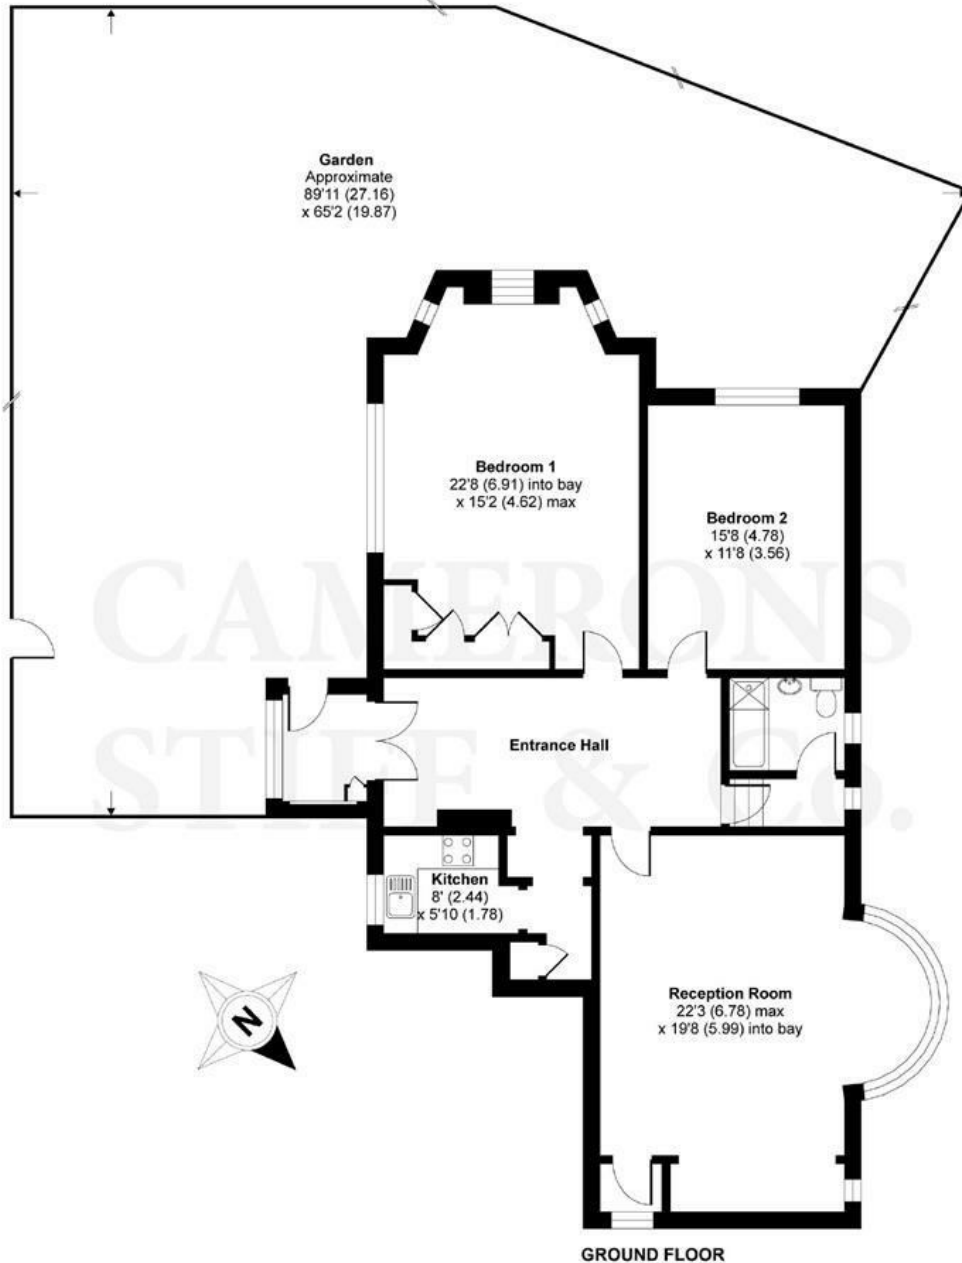 Garden
Approximate
89'11 (27.16)
x 65'2 (19.87)
Bedroom 1
22'8 (6.91) into bay
x 15'2 (4.62) max
Bedroom 2
15'8 (4.78)
x 11'8 (3.56)
CAMERONS
STIFF & Co.
Entrance Hall
Kitchen
8' (2.44)
x 5'10 (1.78)
Reception Room
22'3 (6.78) max
x 19'8 (5.99) into bay
N
GROUND FLOOR